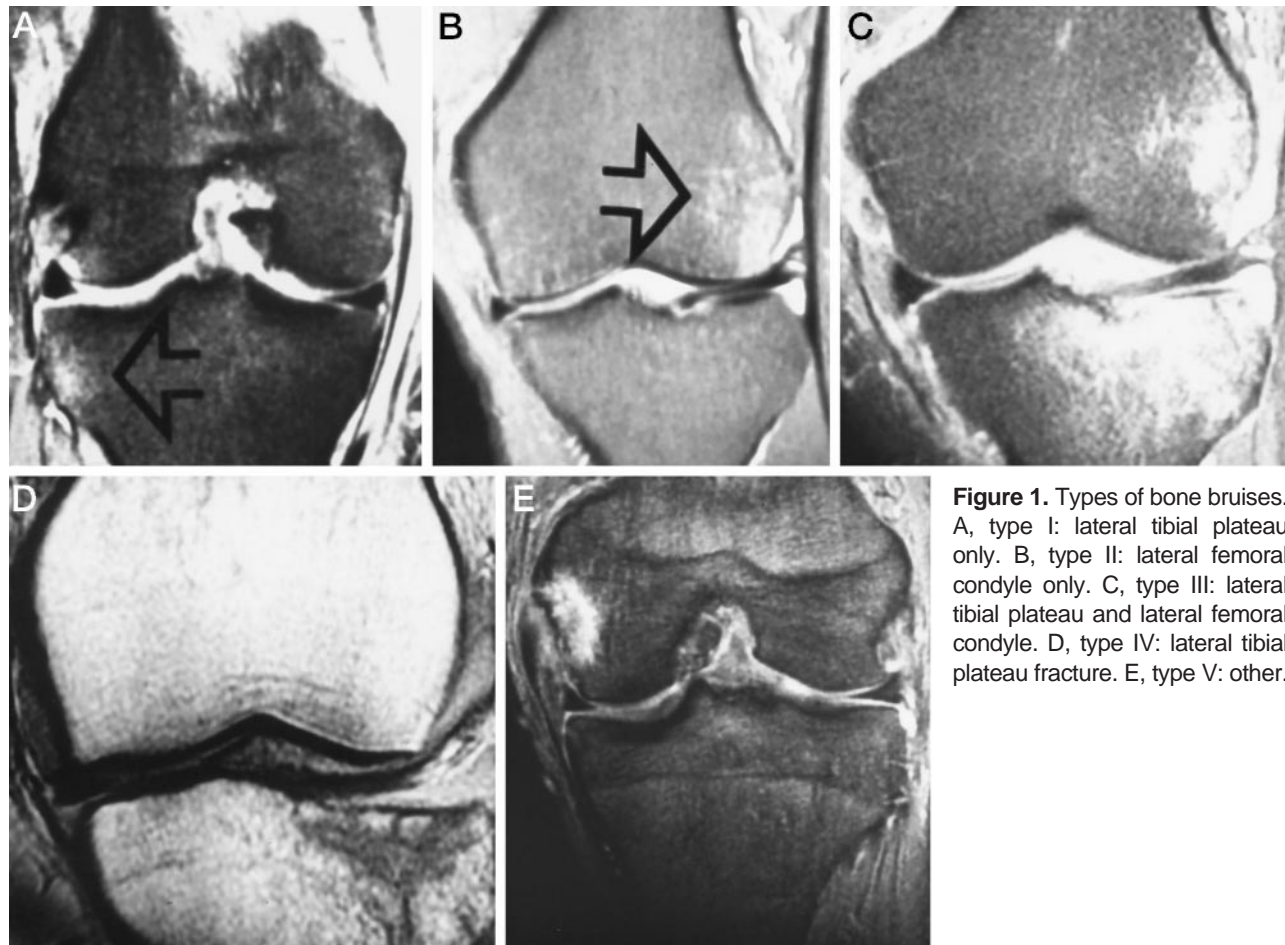 A
B
C
D
E
Figure 1. Types of bone bruises.
A, type I: lateral tibial plateau
only. B, type II: lateral femoral
condyle only. C, type III: lateral
tibial plateau and lateral femoral
condyle. D, type IV: lateral tibial
plateau fracture. E, type V: other.